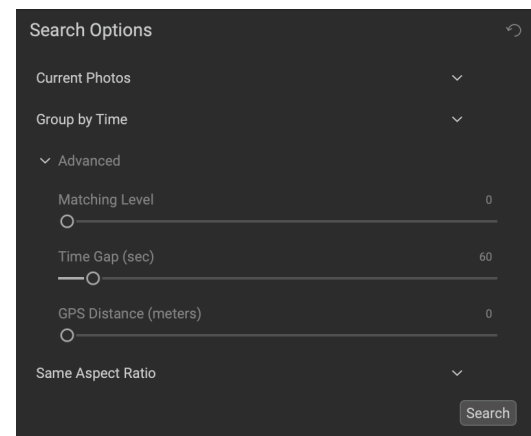 Search Options
Current Photos
Group by Time
Advanced
Matching Level 0
Time Gap (sec) 60
GPS Distance (meters) 0
Same Aspect Ratio
Search